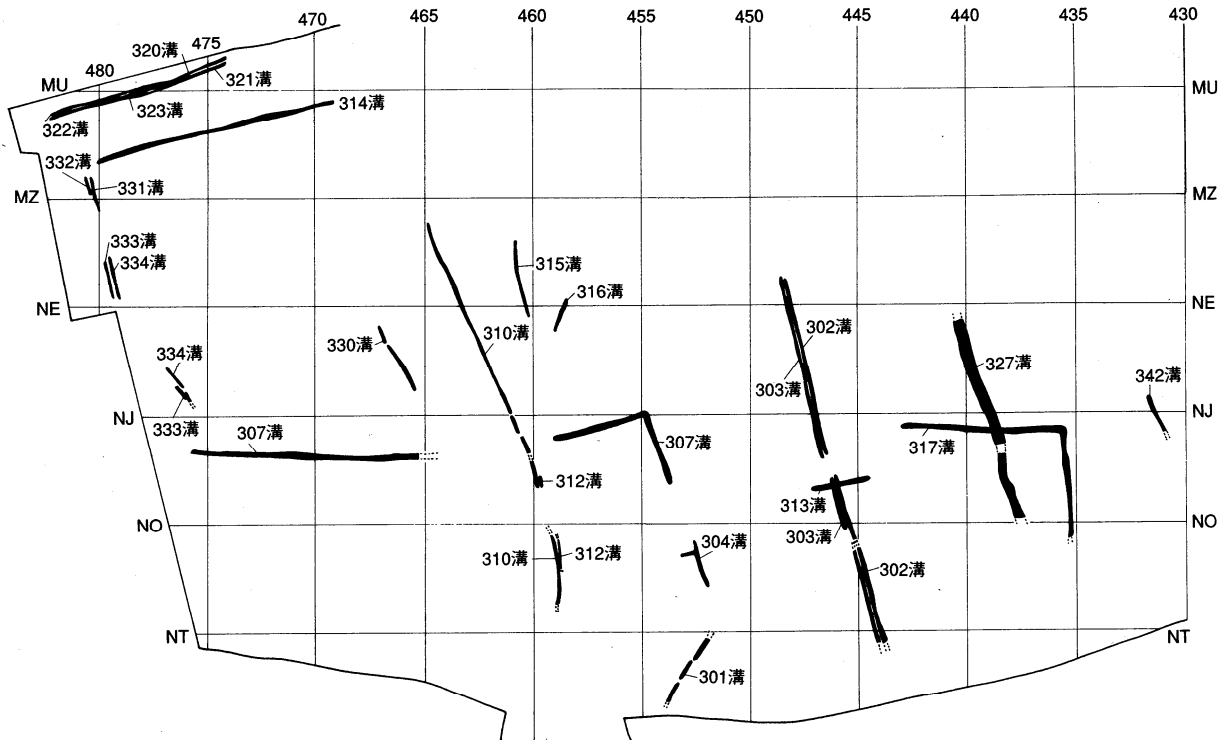 470 465 460 455 450 445 440 435 430
320溝 475
480 321溝
MU MU
323溝
322溝 314溝
332溝
331溝
MZ MZ
333溝
334溝 315溝
316溝
NE NE
302溝
310溝
330溝
334溝 327溝
303溝 342溝
NJ NJ
333溝 307溝 307溝 317溝
312溝
313溝
NO NO
303溝
304溝
310溝 312溝
302溝
NT NT
301溝